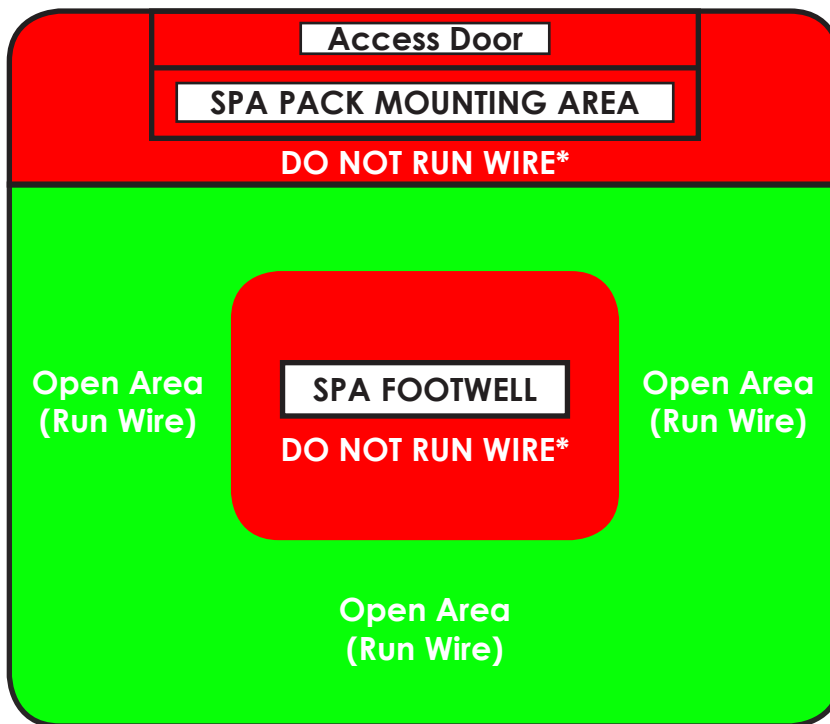 Access Door
SPA PACK MOUNTING AREA
DO NOT RUN WIRE*
Open Area
(Run Wire)
SPA FOOTWELL
DO NOT RUN WIRE*
Open Area
(Run Wire)
Open Area
(Run Wire)